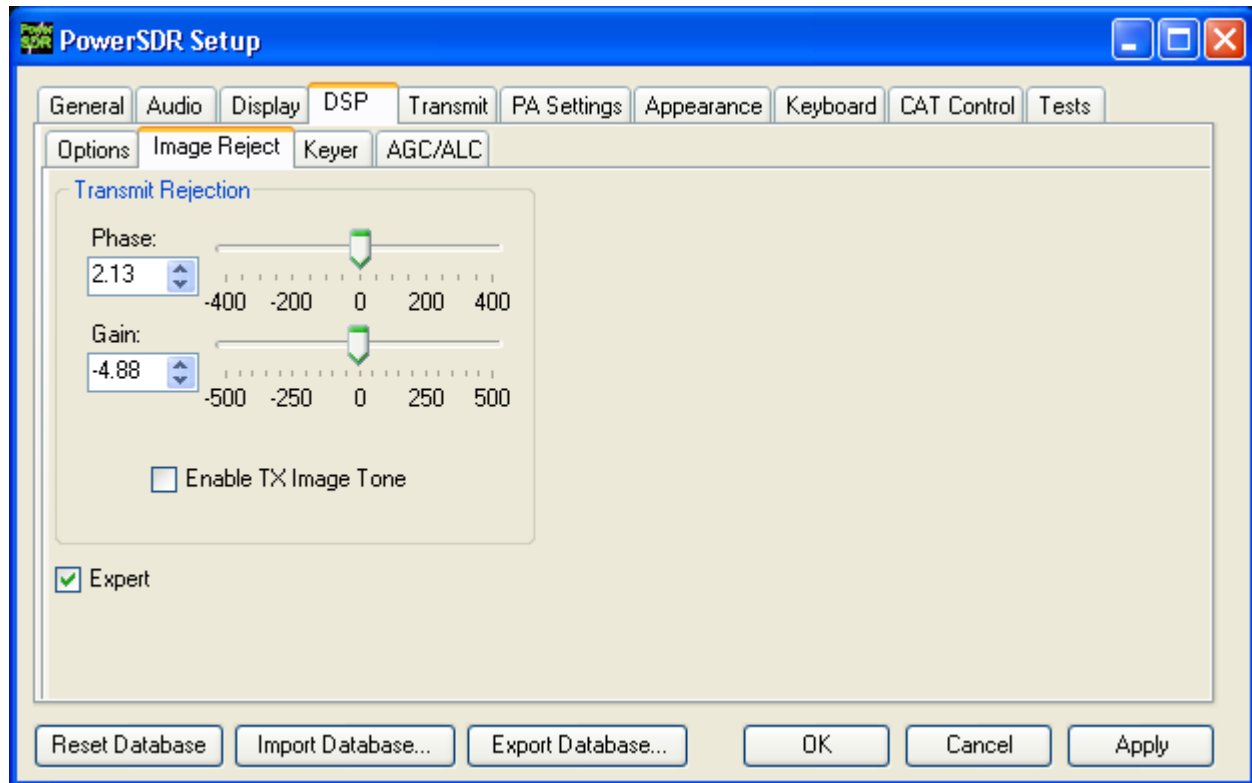 PowerSDR Setup
General Audio Display DSP Transmit PA Settings Appearance Keyboard CAT Control Tests
Options Image Reject Keyer AGC/ALC
Transmit Rejection
Phase:
2.13
-400 -200 0 200 400
Gain:
-4.88
-500 -250 0 250 500
Enable TX Image Tone
Expert
Reset Database Import Database... Export Database... OK Cancel Apply